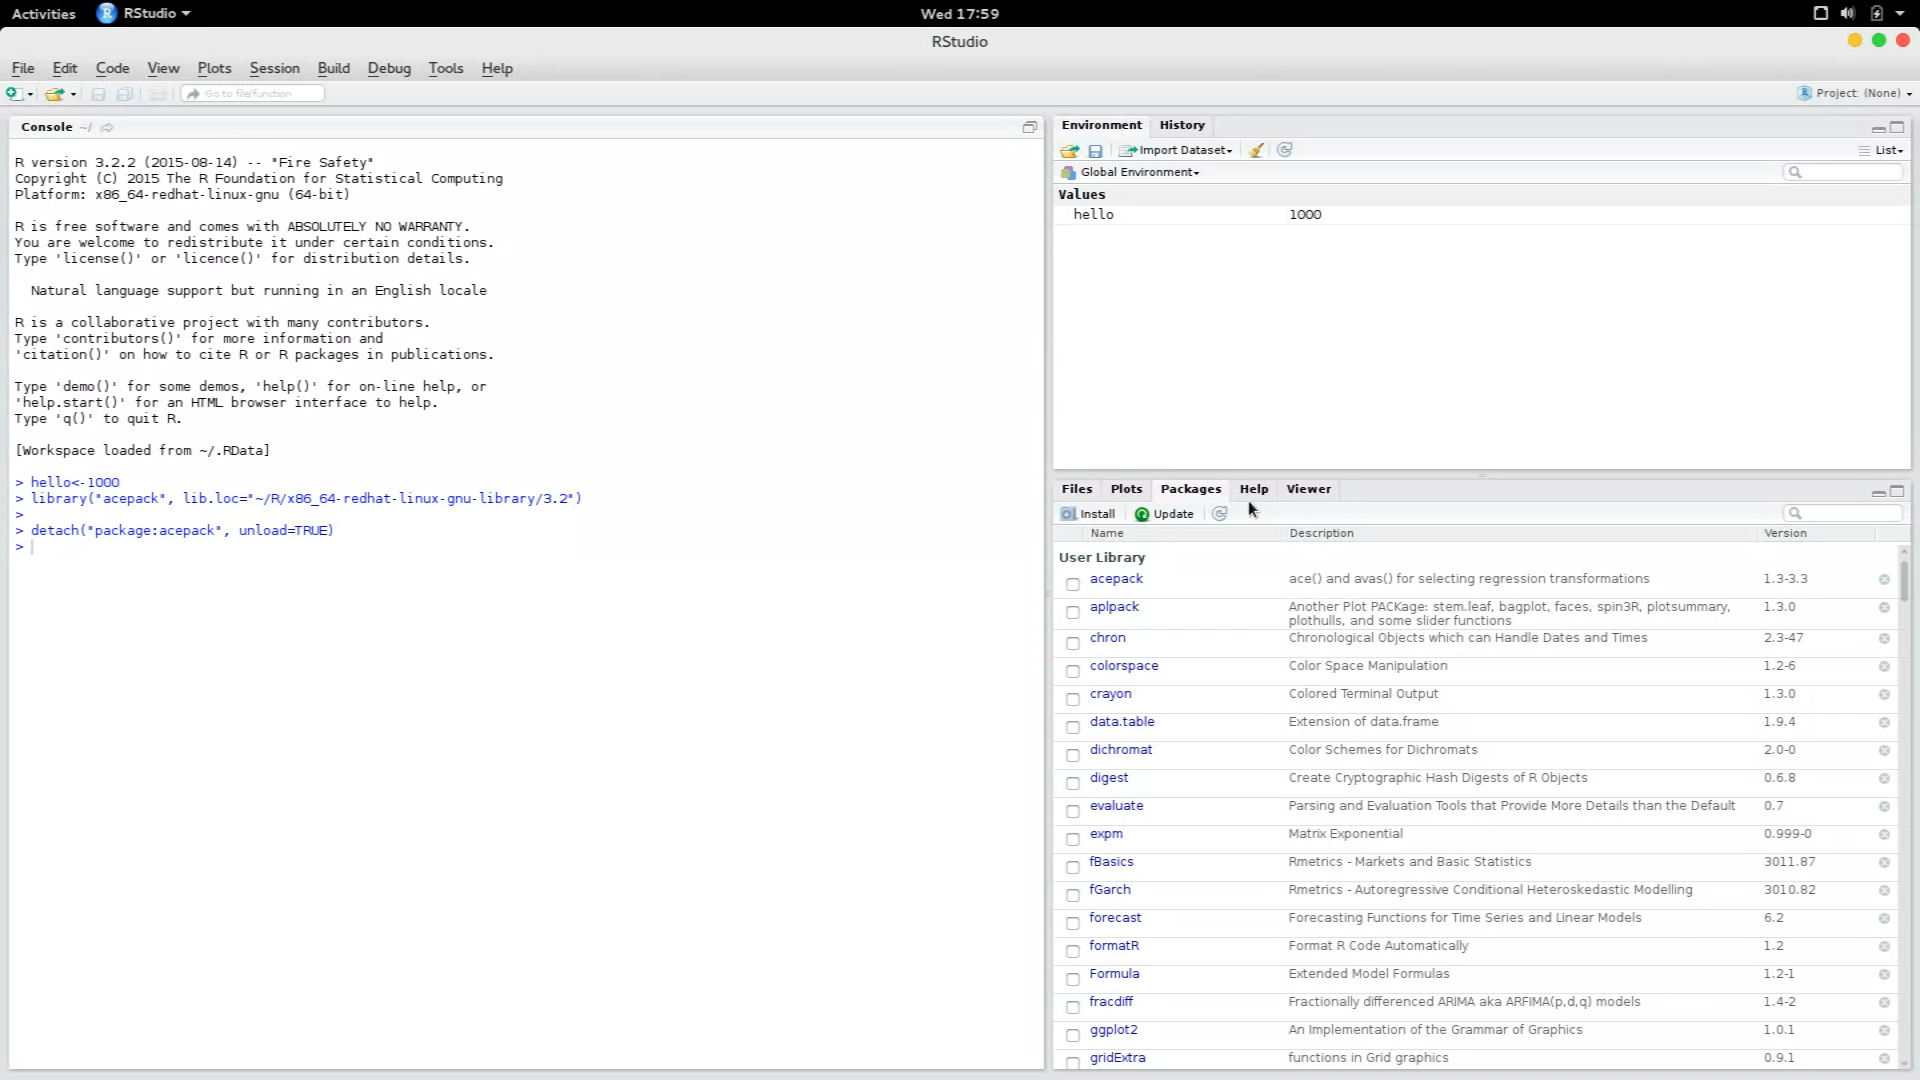 Activities RStudio Wed 17:59
RStudio
File Edit Code View Plots Session Build Debug Tools Help
Go to file/function Project: (None)
Console ~/
R version 3.2.2 (2015-08-14) -- "Fire Safety"
Copyright (C) 2015 The R Foundation for Statistical Computing
Platform: x86_64-redhat-linux-gnu (64-bit)
R is free software and comes with ABSOLUTELY NO WARRANTY.
You are welcome to redistribute it under certain conditions.
Type 'license()' or 'licence()' for distribution details.
Natural language support but running in an English locale
R is a collaborative project with many contributors.
Type 'contributors()' for more information and
'citation()' on how to cite R or R packages in publications.
Type 'demo()' for some demos, 'help()' for on-line help, or
'help.start()' for an HTML browser interface to help.
Type 'q()' to quit R.
[Workspace loaded from ~/.RData]
> hello<-1000
> library("acepack", lib.loc="~/R/x86_64-redhat-linux-gnu-library/3.2")
>
> detach("package:acepack", unload=TRUE)
>
Environment History
Import Dataset List
Global Environment
Values
hello 1000
Files Plots Packages Help Viewer
Install Update
Name Description Version
User Library
acepack ace() and avas() for selecting regression transformations 1.3-3.3
aplpack Another Plot PACKage: stem.leaf, bagplot, faces, spin3R, plotsummary, 1.3.0
plothulls, and some slider functions
chron Chronological Objects which can Handle Dates and Times 2.3-47
colorspace Color Space Manipulation 1.2-6
crayon Colored Terminal Output 1.3.0
data.table Extension of data.frame 1.9.4
dichromat Color Schemes for Dichromats 2.0-0
digest Create Cryptographic Hash Digests of R Objects 0.6.8
evaluate Parsing and Evaluation Tools that Provide More Details than the Default 0.7
expm Matrix Exponential 0.999-0
fBasics Rmetrics - Markets and Basic Statistics 3011.87
fGarch Rmetrics - Autoregressive Conditional Heteroskedastic Modelling 3010.82
forecast Forecasting Functions for Time Series and Linear Models 6.2
formatR Format R Code Automatically 1.2
Formula Extended Model Formulas 1.2-1
fracdiff Fractionally differenced ARIMA aka ARFIMA(p,d,q) models 1.4-2
ggplot2 An Implementation of the Grammar of Graphics 1.0.1
gridExtra functions in Grid graphics 0.9.1